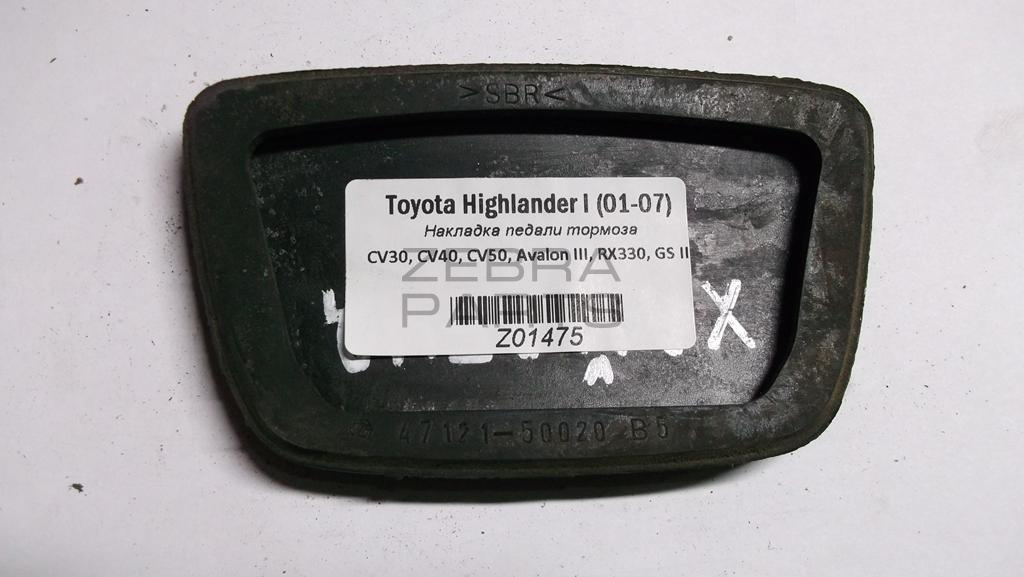 >SBR<
Toyota Highlander I (01-07)
Накладка педали тормоза
CV30, CV40, CV50, Avalon III, RX330, GS II
ZEBRA
PARTS
Z01475
X
47121-50020 B5